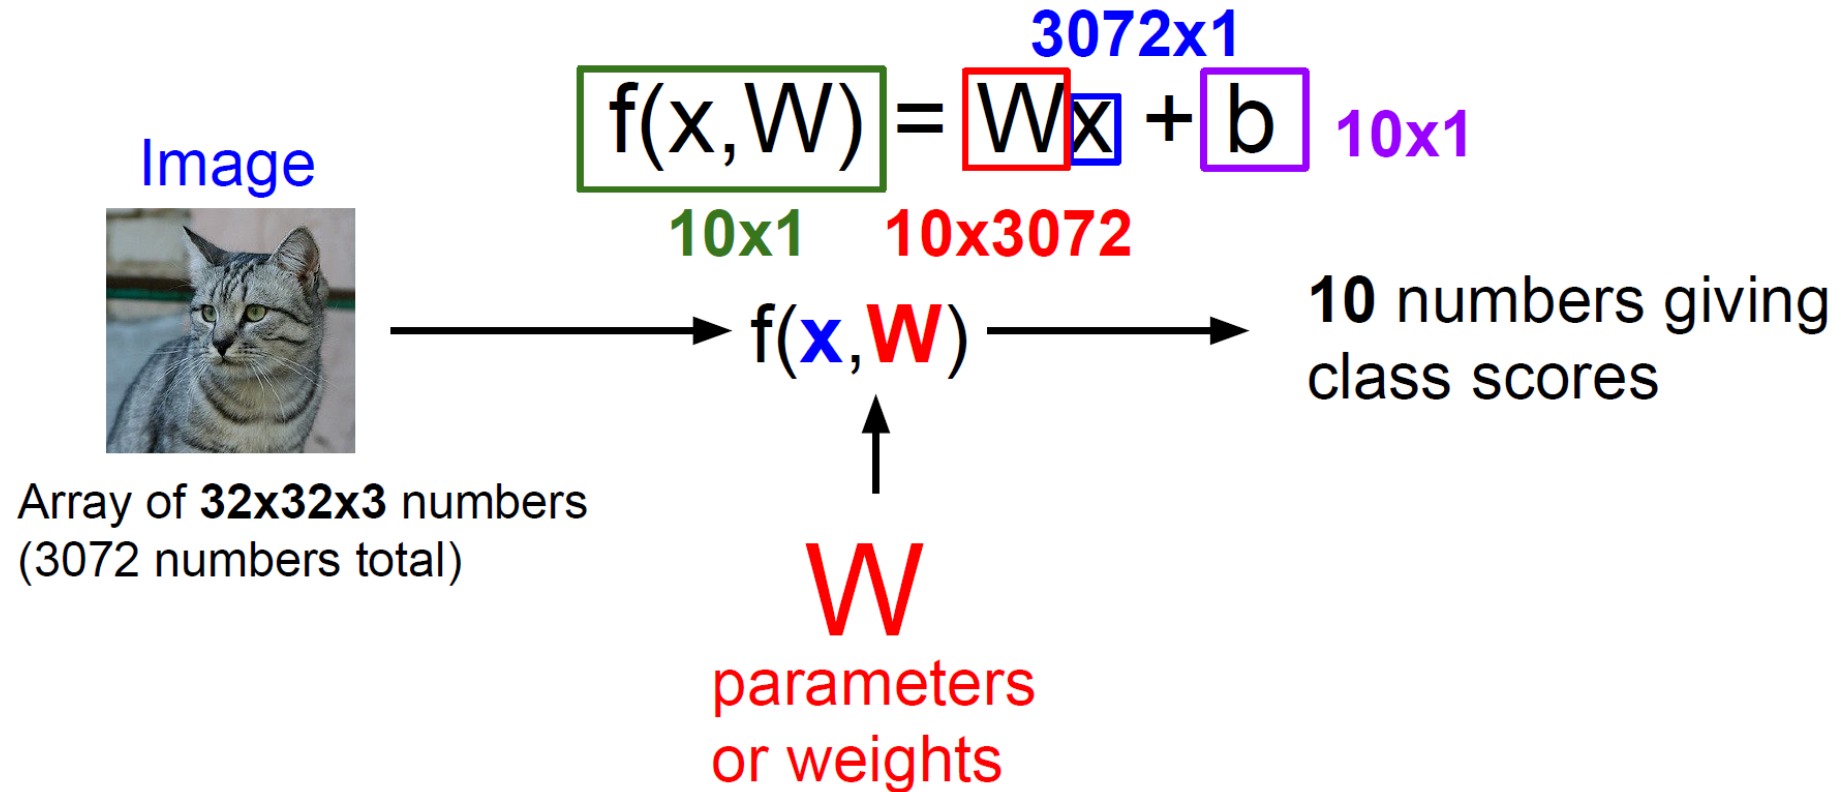 3072x1
f(x,W) = Wx + b 10x1
Image
10x1 10x3072
f(x,W)
10 numbers giving
class scores
Array of 32x32x3 numbers
(3072 numbers total)
W
parameters
or weights